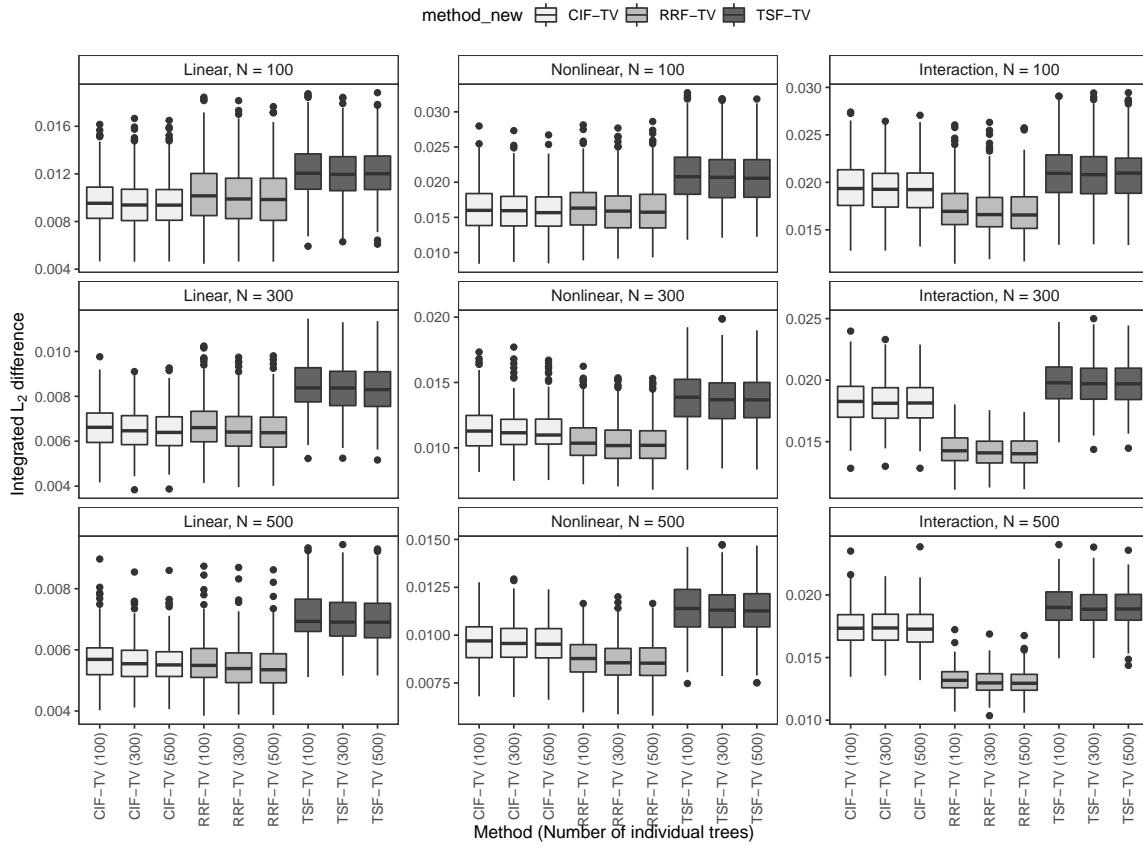 method_new CIF−TV RRF−TV TSF−TV
Linear, N = 100
Nonlinear, N = 100
Interaction, N = 100
0.016
0.012
0.008
0.004
0.030
0.025
0.020
0.015
0.010
0.030
0.025
0.020
0.015
Linear, N = 300
Nonlinear, N = 300
Interaction, N = 300
0.010
0.008
0.006
0.004
0.020
0.015
0.010
0.025
0.020
0.015
Linear, N = 500
Nonlinear, N = 500
Interaction, N = 500
0.008
0.006
0.004
0.0150
0.0125
0.0100
0.0075
0.020
0.015
0.010
Integrated L₂ difference
CIF−TV (100)
CIF−TV (300)
CIF−TV (500)
RRF−TV (100)
RRF−TV (300)
RRF−TV (500)
TSF−TV (100)
TSF−TV (300)
TSF−TV (500)
CIF−TV (100)
CIF−TV (300)
CIF−TV (500)
RRF−TV (100)
RRF−TV (300)
RRF−TV (500)
TSF−TV (100)
TSF−TV (300)
TSF−TV (500)
CIF−TV (100)
CIF−TV (300)
CIF−TV (500)
RRF−TV (100)
RRF−TV (300)
RRF−TV (500)
TSF−TV (100)
TSF−TV (300)
TSF−TV (500)
Method (Number of individual trees)